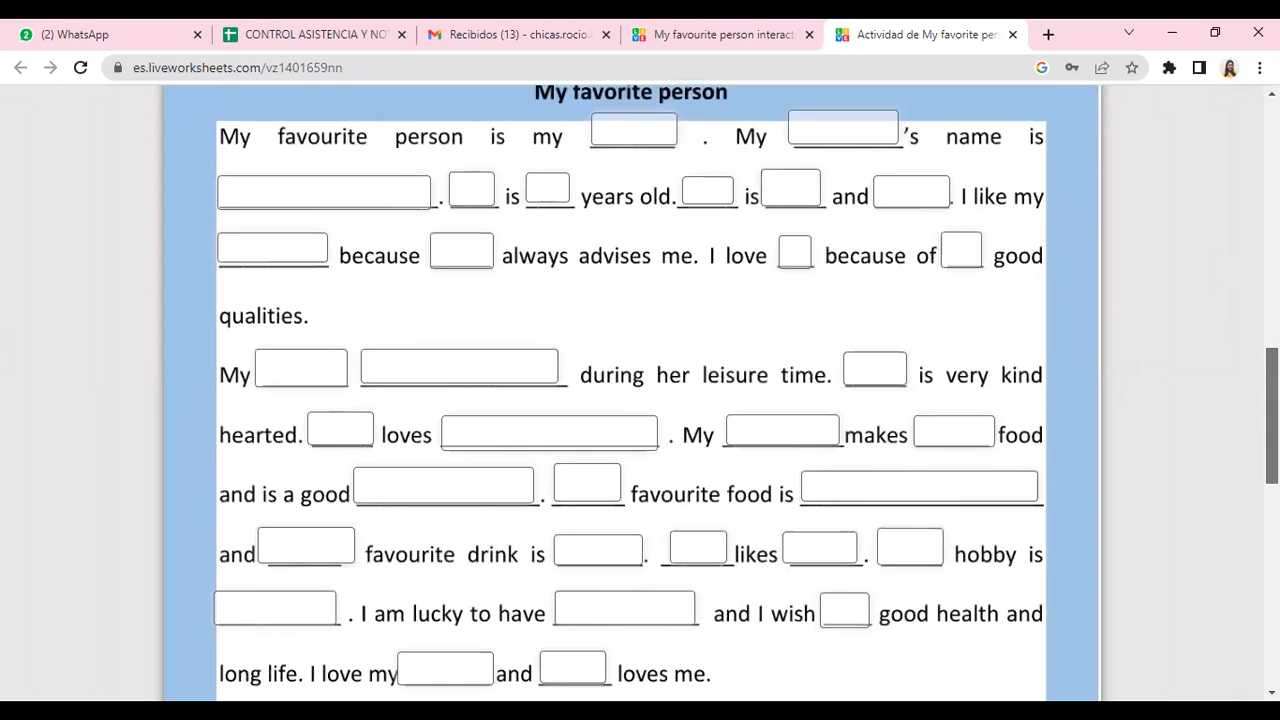 (2) WhatsApp
CONTROL ASISTENCIA Y NO
Recibidos (13) - chicas.rocio.
My favourite person interact
Actividad de My favorite per
es.liveworksheets.com/vz1401659nn
My favorite person
My favourite person is my . My 's name is
. is years old. is and . I like my
because always advises me. I love because of good
qualities.
My during her leisure time. is very kind
hearted. loves . My makes food
and is a good . favourite food is
and favourite drink is . likes . hobby is
. I am lucky to have and I wish good health and
long life. I love my and loves me.